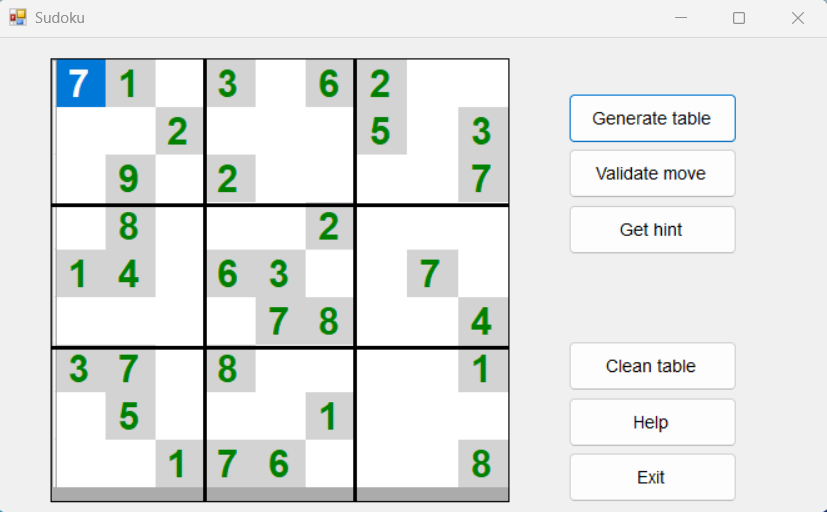 Sudoku
7 1 3 6 2
2 5 3
9 2 7
8 2
1 4 6 3 7
7 8 4
3 7 8 1
5 1
1 7 6 8
Generate table
Validate move
Get hint
Clean table
Help
Exit